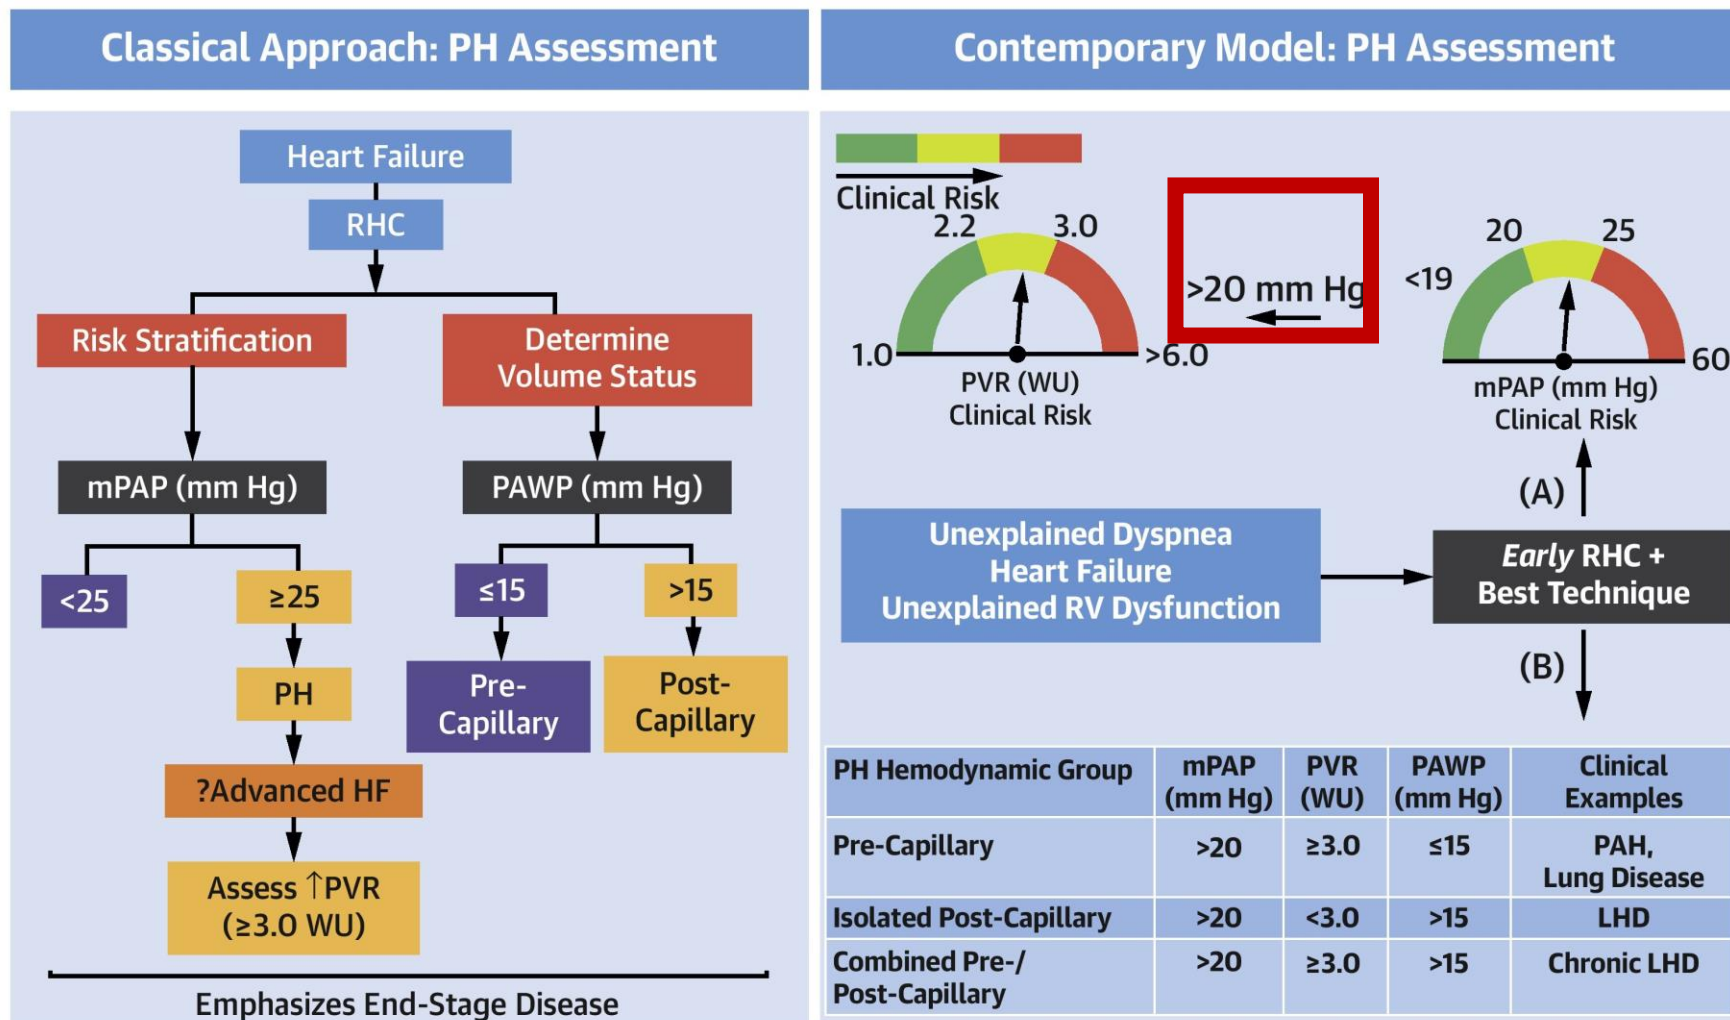 Classical Approach: PH Assessment
Heart Failure
RHC
Risk Stratification
Determine
Volume Status
mPAP (mm Hg)
PAWP (mm Hg)
<25
≥25
≤15
>15
PH
Pre-
Capillary
Post-
Capillary
?Advanced HF
Assess ↑PVR
(≥3.0 WU)
Emphasizes End-Stage Disease
Contemporary Model: PH Assessment
Clinical Risk
2.2
3.0
1.0
>6.0
PVR (WU)
Clinical Risk
>20 mm Hg
<19
20
25
60
mPAP (mm Hg)
Clinical Risk
(A)
Unexplained Dyspnea
Heart Failure
Unexplained RV Dysfunction
Early RHC +
Best Technique
(B)
PH Hemodynamic Group mPAP (mm Hg) PVR (WU) PAWP (mm Hg) Clinical Examples
Pre-Capillary >20 ≥3.0 ≤15 PAH, Lung Disease
Isolated Post-Capillary >20 <3.0 >15 LHD
Combined Pre-/ Post-Capillary >20 ≥3.0 >15 Chronic LHD